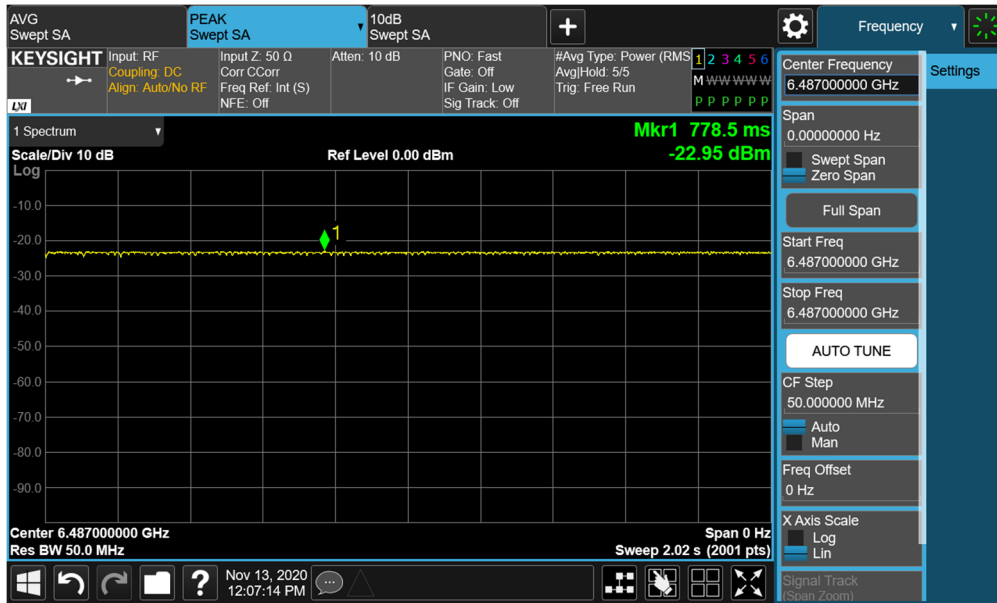 AVG
Swept SA
PEAK
Swept SA
10dB
Swept SA
Frequency
KEYSIGHT
LXI
Input: RF
Coupling: DC
Align: Auto/No RF
Input Z: 50 Ω
Corr CCorr
Freq Ref: Int (S)
NFE: Off
Atten: 10 dB
PNO: Fast
Gate: Off
IF Gain: Low
Sig Track: Off
#Avg Type: Power (RMS
Avg|Hold: 5/5
Trig: Free Run
1 2 3 4 5 6
M W W W W W
P P P P P P
1 Spectrum
Mkr1 778.5 ms
-22.95 dBm
Scale/Div 10 dB
Ref Level 0.00 dBm
Log
-10.0
-20.0
-30.0
-40.0
-50.0
-60.0
-70.0
-80.0
-90.0
1
Center 6.487000000 GHz
Span 0 Hz
Res BW 50.0 MHz
Sweep 2.02 s (2001 pts)
Center Frequency
6.487000000 GHz
Span
0.00000000 Hz
Swept Span
Zero Span
Full Span
Start Freq
6.487000000 GHz
Stop Freq
6.487000000 GHz
AUTO TUNE
CF Step
50.000000 MHz
Auto
Man
Freq Offset
0 Hz
X Axis Scale
Log
Lin
Signal Track
(Span Zoom)
Settings
?
Nov 13, 2020
12:07:14 PM